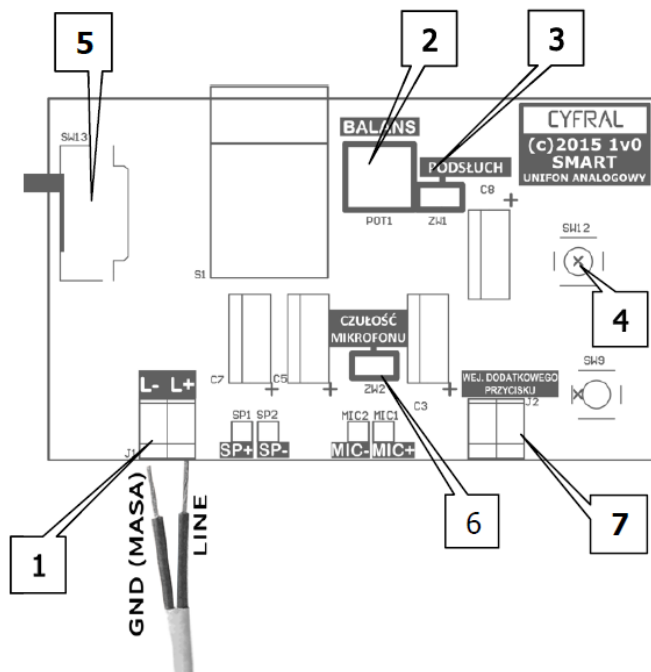 5
2
3
SW13
BALANS
CYFRAL
(c)2015 1v0
SMART
UNIFON ANALOGOWY
PODSŁUCH
C8
POT1
ZW1
SW12
S1
4
CZUŁOŚĆ
MIKROFONU
C7
C5
ZW2
C3
WEJ. DODATKOWEGO
PRZYCISKU
SW9
J2
L- L+
J1
SP1 SP2
SP+ SP-
MIC2 MIC1
MIC- MIC+
1
GND (MASA)
LINE
6
7